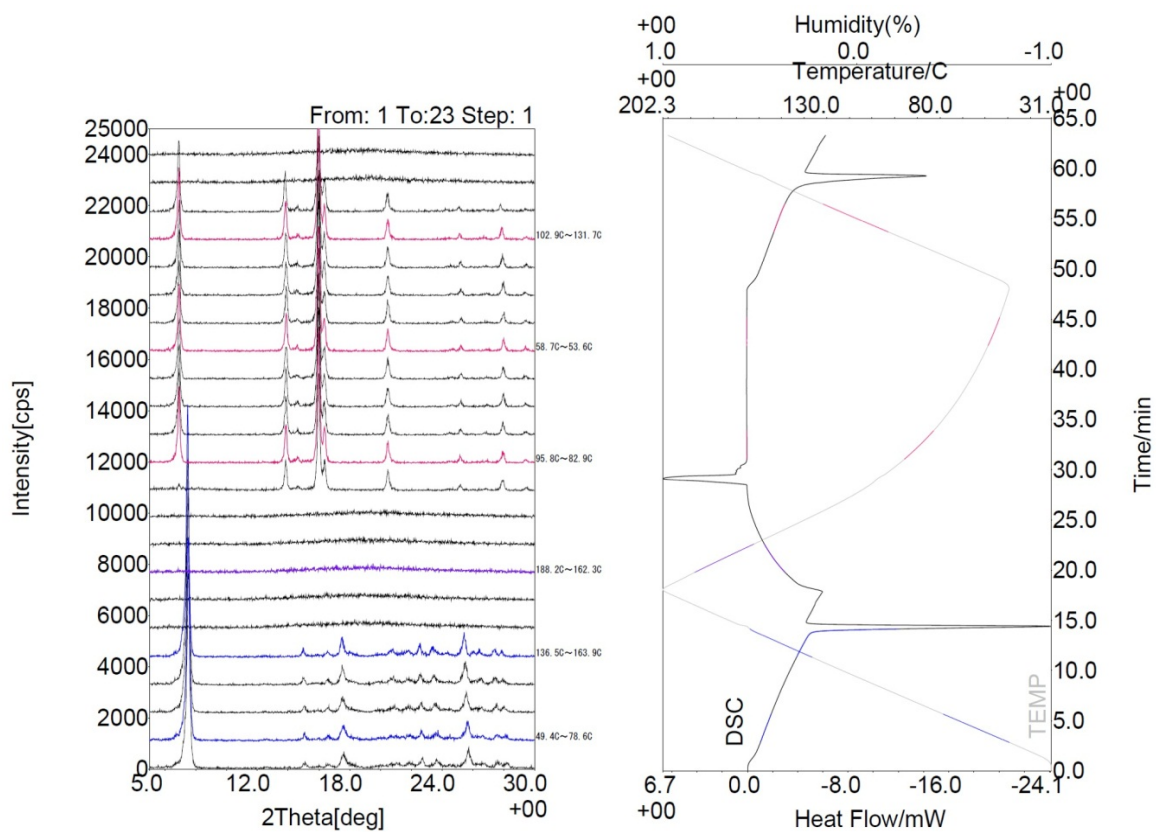 From: 1 To:23 Step: 1
25000
24000
22000
20000
18000
16000
14000
12000
10000
8000
6000
4000
2000
0
Intensity[cps]
102.9C~131.7C
58.7C~53.6C
95.8C~82.9C
188.2C~162.3C
136.5C~163.9C
49.4C~78.6C
5.0 12.0 18.0 24.0 30.0
+00
2Theta[deg]
+00 Humidity(%)
1.0 0.0 -1.0
+00 Temperature/C +00
202.3 130.0 80.0 31.0
65.0
60.0
55.0
50.0
45.0
40.0
35.0
30.0
25.0
20.0
15.0
10.0
5.0
0.0
Time/min
DSC
TEMP
6.7 0.0 -8.0 -16.0 -24.1
+00
Heat Flow/mW